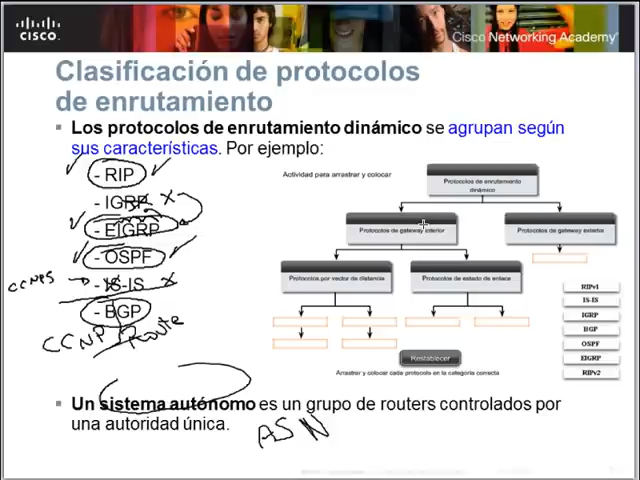 CISCO.
Cisco Networking Academy
Clasificación de protocolos
de enrutamiento
Los protocolos de enrutamiento dinámico se agrupan según
sus características. Por ejemplo:
- RIP
- IGRP
- EIGRP
- OSPF
- IS-IS
- BGP
CCNP
CCNP Route
Actividad para arrastrar y colocar
Protocolos de enrutamiento
dinámico
Protocolos de gateway interior
Protocolos de gateway exterior
Protocolos por vector de distancia
Protocolos de estado de enlace
RIPv1
IS-IS
IGRP
BGP
OSPF
EIGRP
RIPv2
Restablecer
Arrastrar y colocar cada protocolo en la categoría correcta
Un sistema autónomo es un grupo de routers controlados por
una autoridad única.
ASN